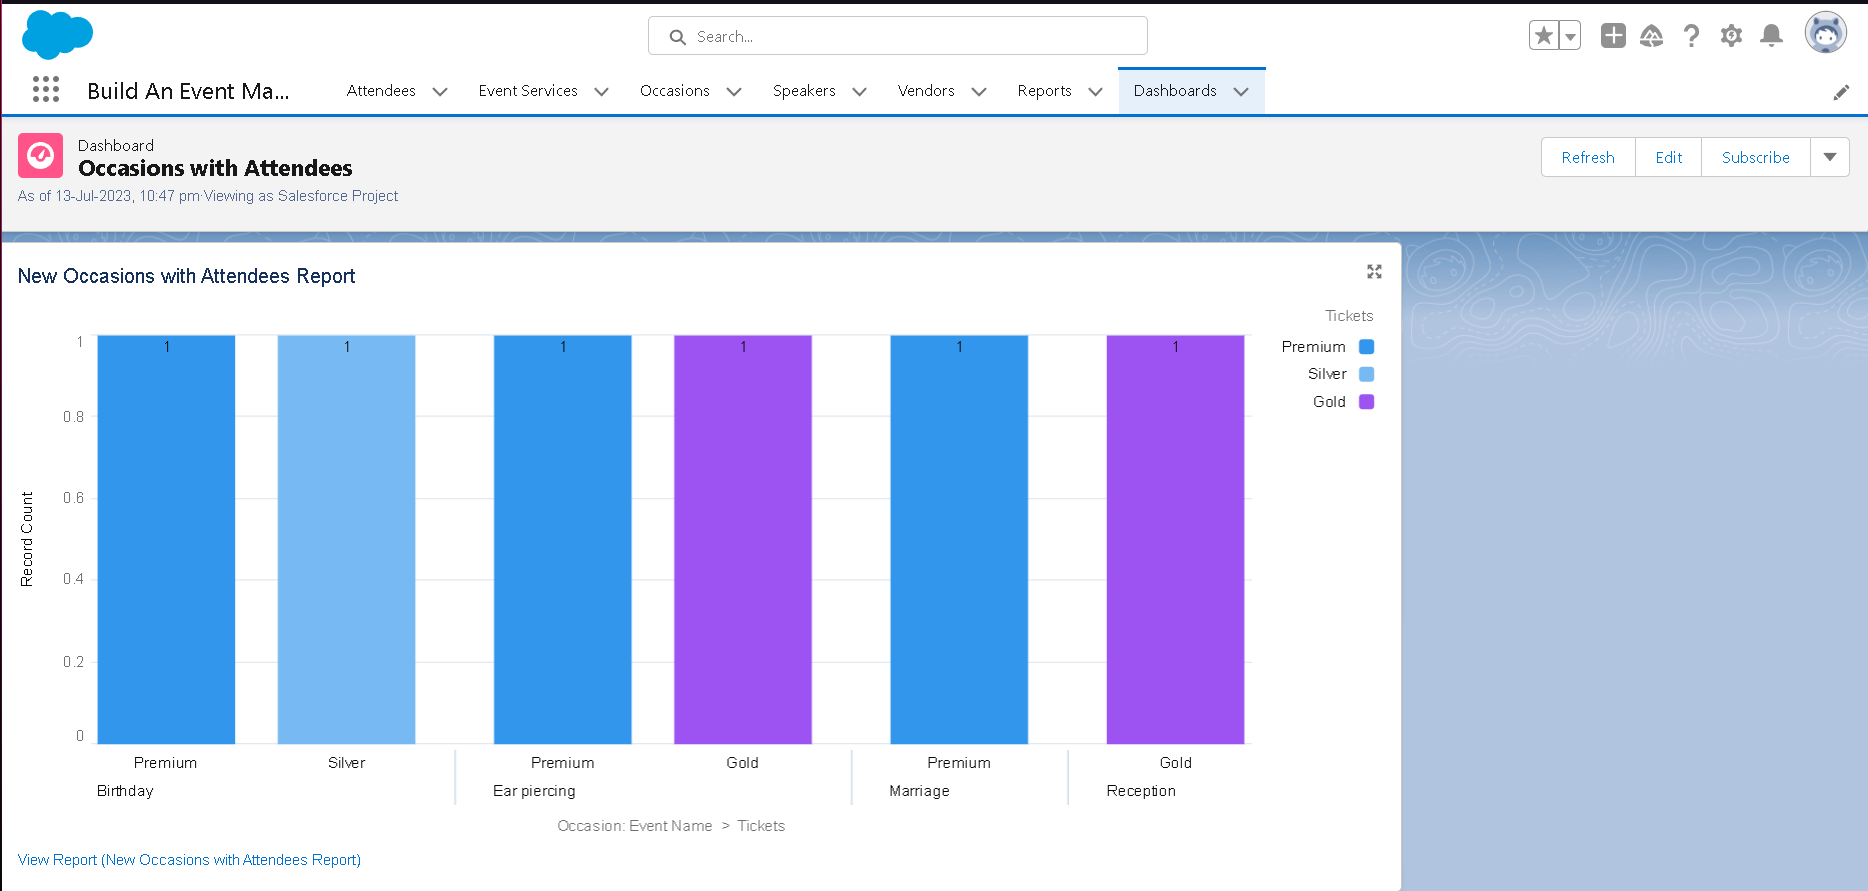 Search...
Build An Event Ma...
Attendees
Event Services
Occasions
Speakers
Vendors
Reports
Dashboards
Dashboard
Occasions with Attendees
As of 13-Jul-2023, 10:47 pm·Viewing as Salesforce Project
Refresh
Edit
Subscribe
New Occasions with Attendees Report
Tickets
Premium
Silver
Gold
Record Count
1
0.8
0.6
0.4
0.2
0
1 1 1 1 1 1
Premium Silver Premium Gold Premium Gold
Birthday Ear piercing Marriage Reception
Occasion: Event Name > Tickets
View Report (New Occasions with Attendees Report)